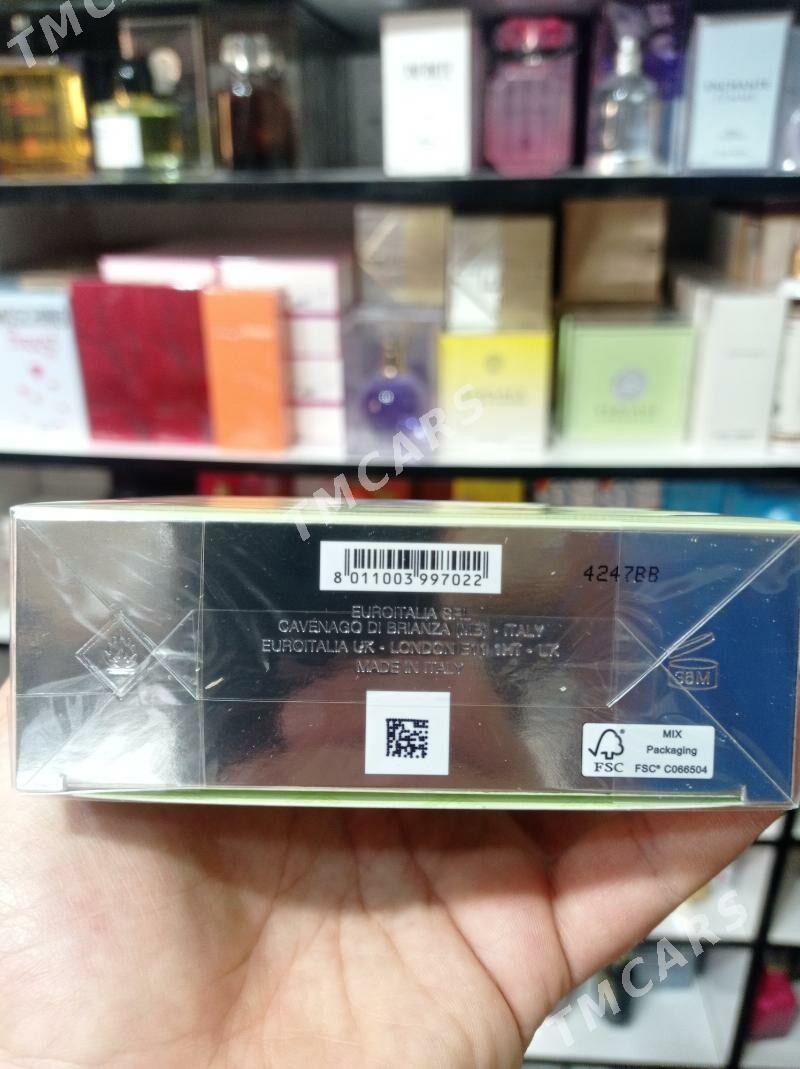 TMCARS
TMCARS
8 011003 997022
4247BB
EUROITALIA SRL
CAVENAGO DI BRIANZA (MB) - ITALY
EUROITALIA UK - LONDON E11 1HT - UK
MADE IN ITALY
36M
MIX
Packaging
FSC
FSC® C066504
TMCARS